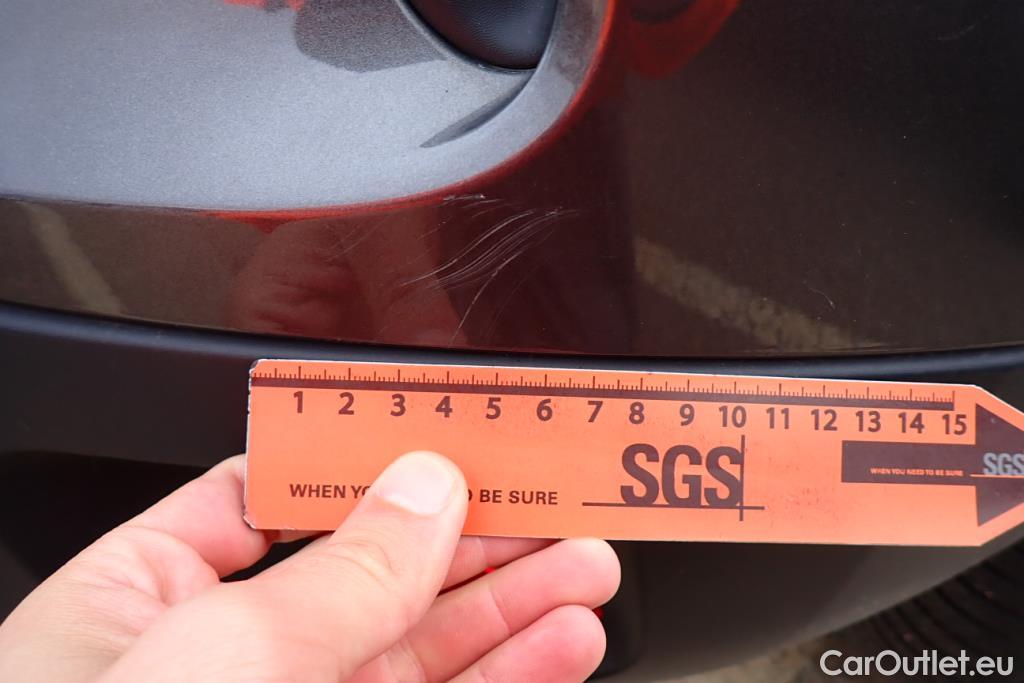 1 2 3 4 5 6 7 8 9 10 11 12 13 14 15
SGS
WHEN YOU NEED TO BE SURE
SGS
WHEN TO BE SURE
CarOutlet.eu